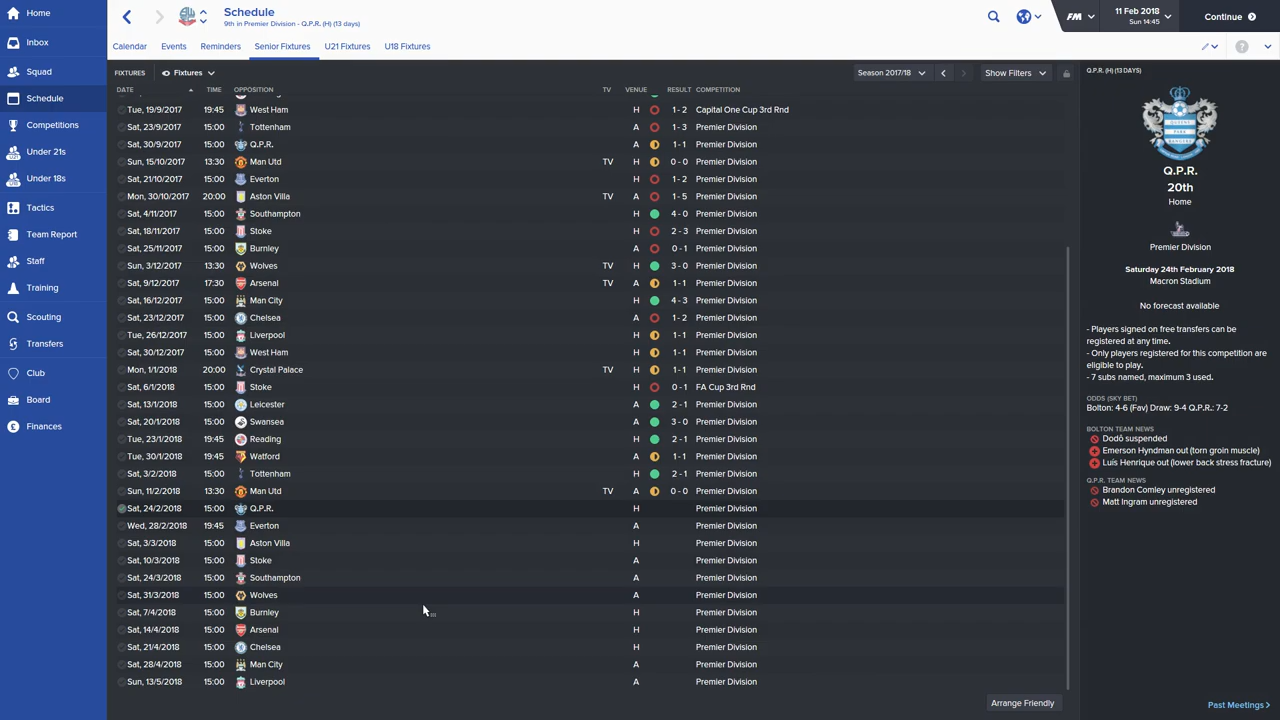 Home
Inbox
Squad
Schedule
Competitions
Under 21s
Under 18s
Tactics
Team Report
Staff
Training
Scouting
Transfers
Club
Board
Finances
Schedule
9th in Premier Division - Q.P.R. (H) (13 days)
FM
11 Feb 2018
Sun 14:45
Continue
Calendar Events Reminders Senior Fixtures U21 Fixtures U18 Fixtures
FIXTURES Fixtures Season 2017/18 Show Filters
DATE TIME OPPOSITION TV VENUE RESULT COMPETITION
Tue, 19/9/2017 19:45 West Ham H 1-2 Capital One Cup 3rd Rnd
Sat, 23/9/2017 15:00 Tottenham A 1-3 Premier Division
Sat, 30/9/2017 15:00 Q.P.R. A 1-1 Premier Division
Sun, 15/10/2017 13:30 Man Utd TV H 0-0 Premier Division
Sat, 21/10/2017 15:00 Everton H 1-2 Premier Division
Mon, 30/10/2017 20:00 Aston Villa TV A 1-5 Premier Division
Sat, 4/11/2017 15:00 Southampton H 4-0 Premier Division
Sat, 18/11/2017 15:00 Stoke H 2-3 Premier Division
Sat, 25/11/2017 15:00 Burnley A 0-1 Premier Division
Sun, 3/12/2017 13:30 Wolves TV H 3-0 Premier Division
Sat, 9/12/2017 17:30 Arsenal TV A 1-1 Premier Division
Sat, 16/12/2017 15:00 Man City H 4-3 Premier Division
Sat, 23/12/2017 15:00 Chelsea A 1-2 Premier Division
Tue, 26/12/2017 15:00 Liverpool H 1-1 Premier Division
Sat, 30/12/2017 15:00 West Ham H 1-1 Premier Division
Mon, 1/1/2018 20:00 Crystal Palace TV H 1-1 Premier Division
Sat, 6/1/2018 15:00 Stoke H 0-1 FA Cup 3rd Rnd
Sat, 13/1/2018 15:00 Leicester A 2-1 Premier Division
Sat, 20/1/2018 15:00 Swansea A 3-0 Premier Division
Tue, 23/1/2018 19:45 Reading H 2-1 Premier Division
Tue, 30/1/2018 19:45 Watford A 1-1 Premier Division
Sat, 3/2/2018 15:00 Tottenham H 2-1 Premier Division
Sun, 11/2/2018 13:30 Man Utd TV A 0-0 Premier Division
Sat, 24/2/2018 15:00 Q.P.R. H Premier Division
Wed, 28/2/2018 19:45 Everton A Premier Division
Sat, 3/3/2018 15:00 Aston Villa H Premier Division
Sat, 10/3/2018 15:00 Stoke A Premier Division
Sat, 24/3/2018 15:00 Southampton A Premier Division
Sat, 31/3/2018 15:00 Wolves A Premier Division
Sat, 7/4/2018 15:00 Burnley H Premier Division
Sat, 14/4/2018 15:00 Arsenal H Premier Division
Sat, 21/4/2018 15:00 Chelsea H Premier Division
Sat, 28/4/2018 15:00 Man City A Premier Division
Sun, 13/5/2018 15:00 Liverpool A Premier Division
Arrange Friendly
Q.P.R. (H) (13 DAYS)
Q.P.R.
20th
Home
Premier Division
Saturday 24th February 2018
Macron Stadium
No forecast available
- Players signed on free transfers can be
registered at any time.
- Only players registered for this competition are
eligible to play.
- 7 subs named, maximum 3 used.
ODDS (SKY BET)
Bolton: 4-6 (Fav) Draw: 9-4 Q.P.R.: 7-2
BOLTON TEAM NEWS
Dodô suspended
Emerson Hyndman out (torn groin muscle)
Luís Henrique out (lower back stress fracture)
Q.P.R. TEAM NEWS
Brandon Comley unregistered
Matt Ingram unregistered
Past Meetings >